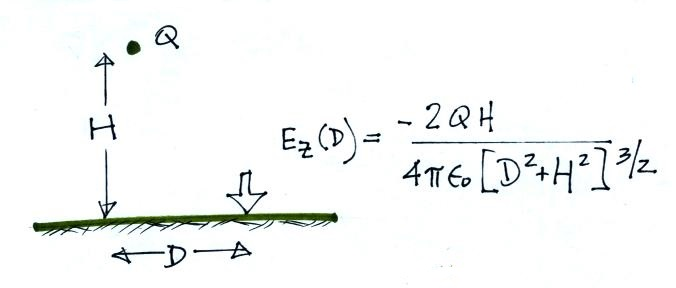 Q
H
E_z(D) = -2QH / 4πε₀[D²+H²]^3/2
D